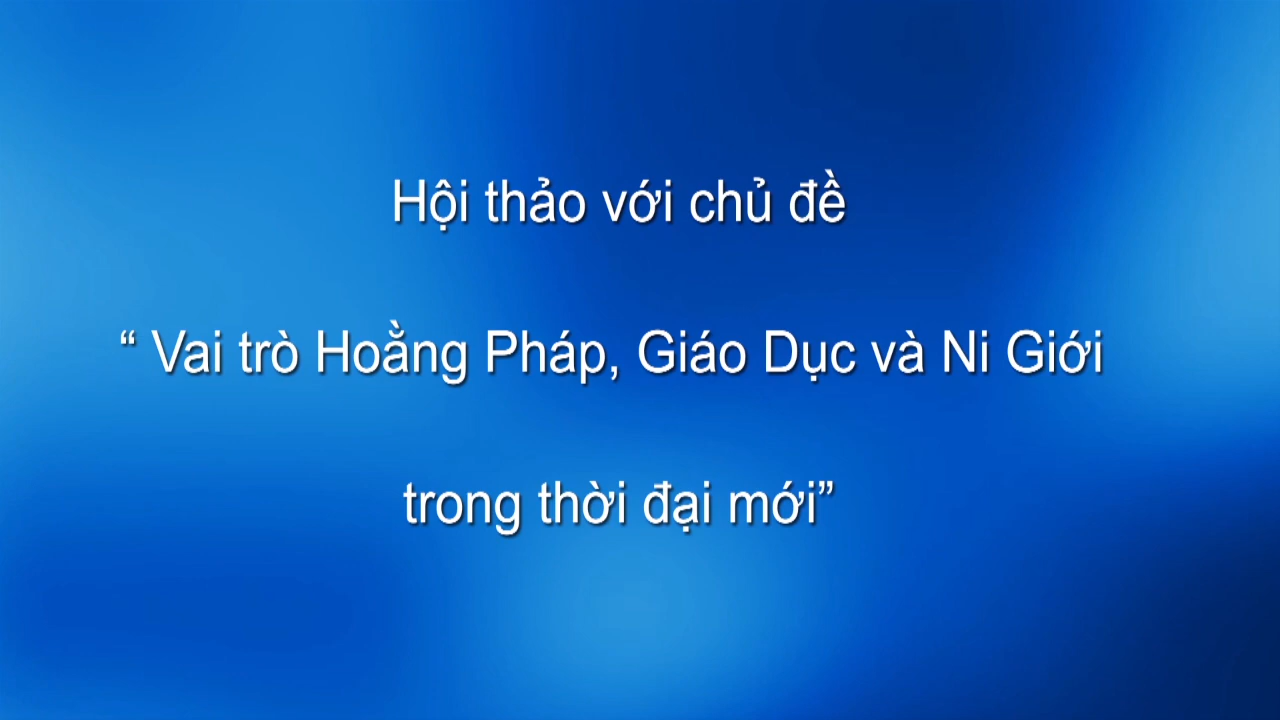 Hội thảo với chủ đề
“ Vai trò Hoằng Pháp, Giáo Dục và Ni Giới
trong thời đại mới”